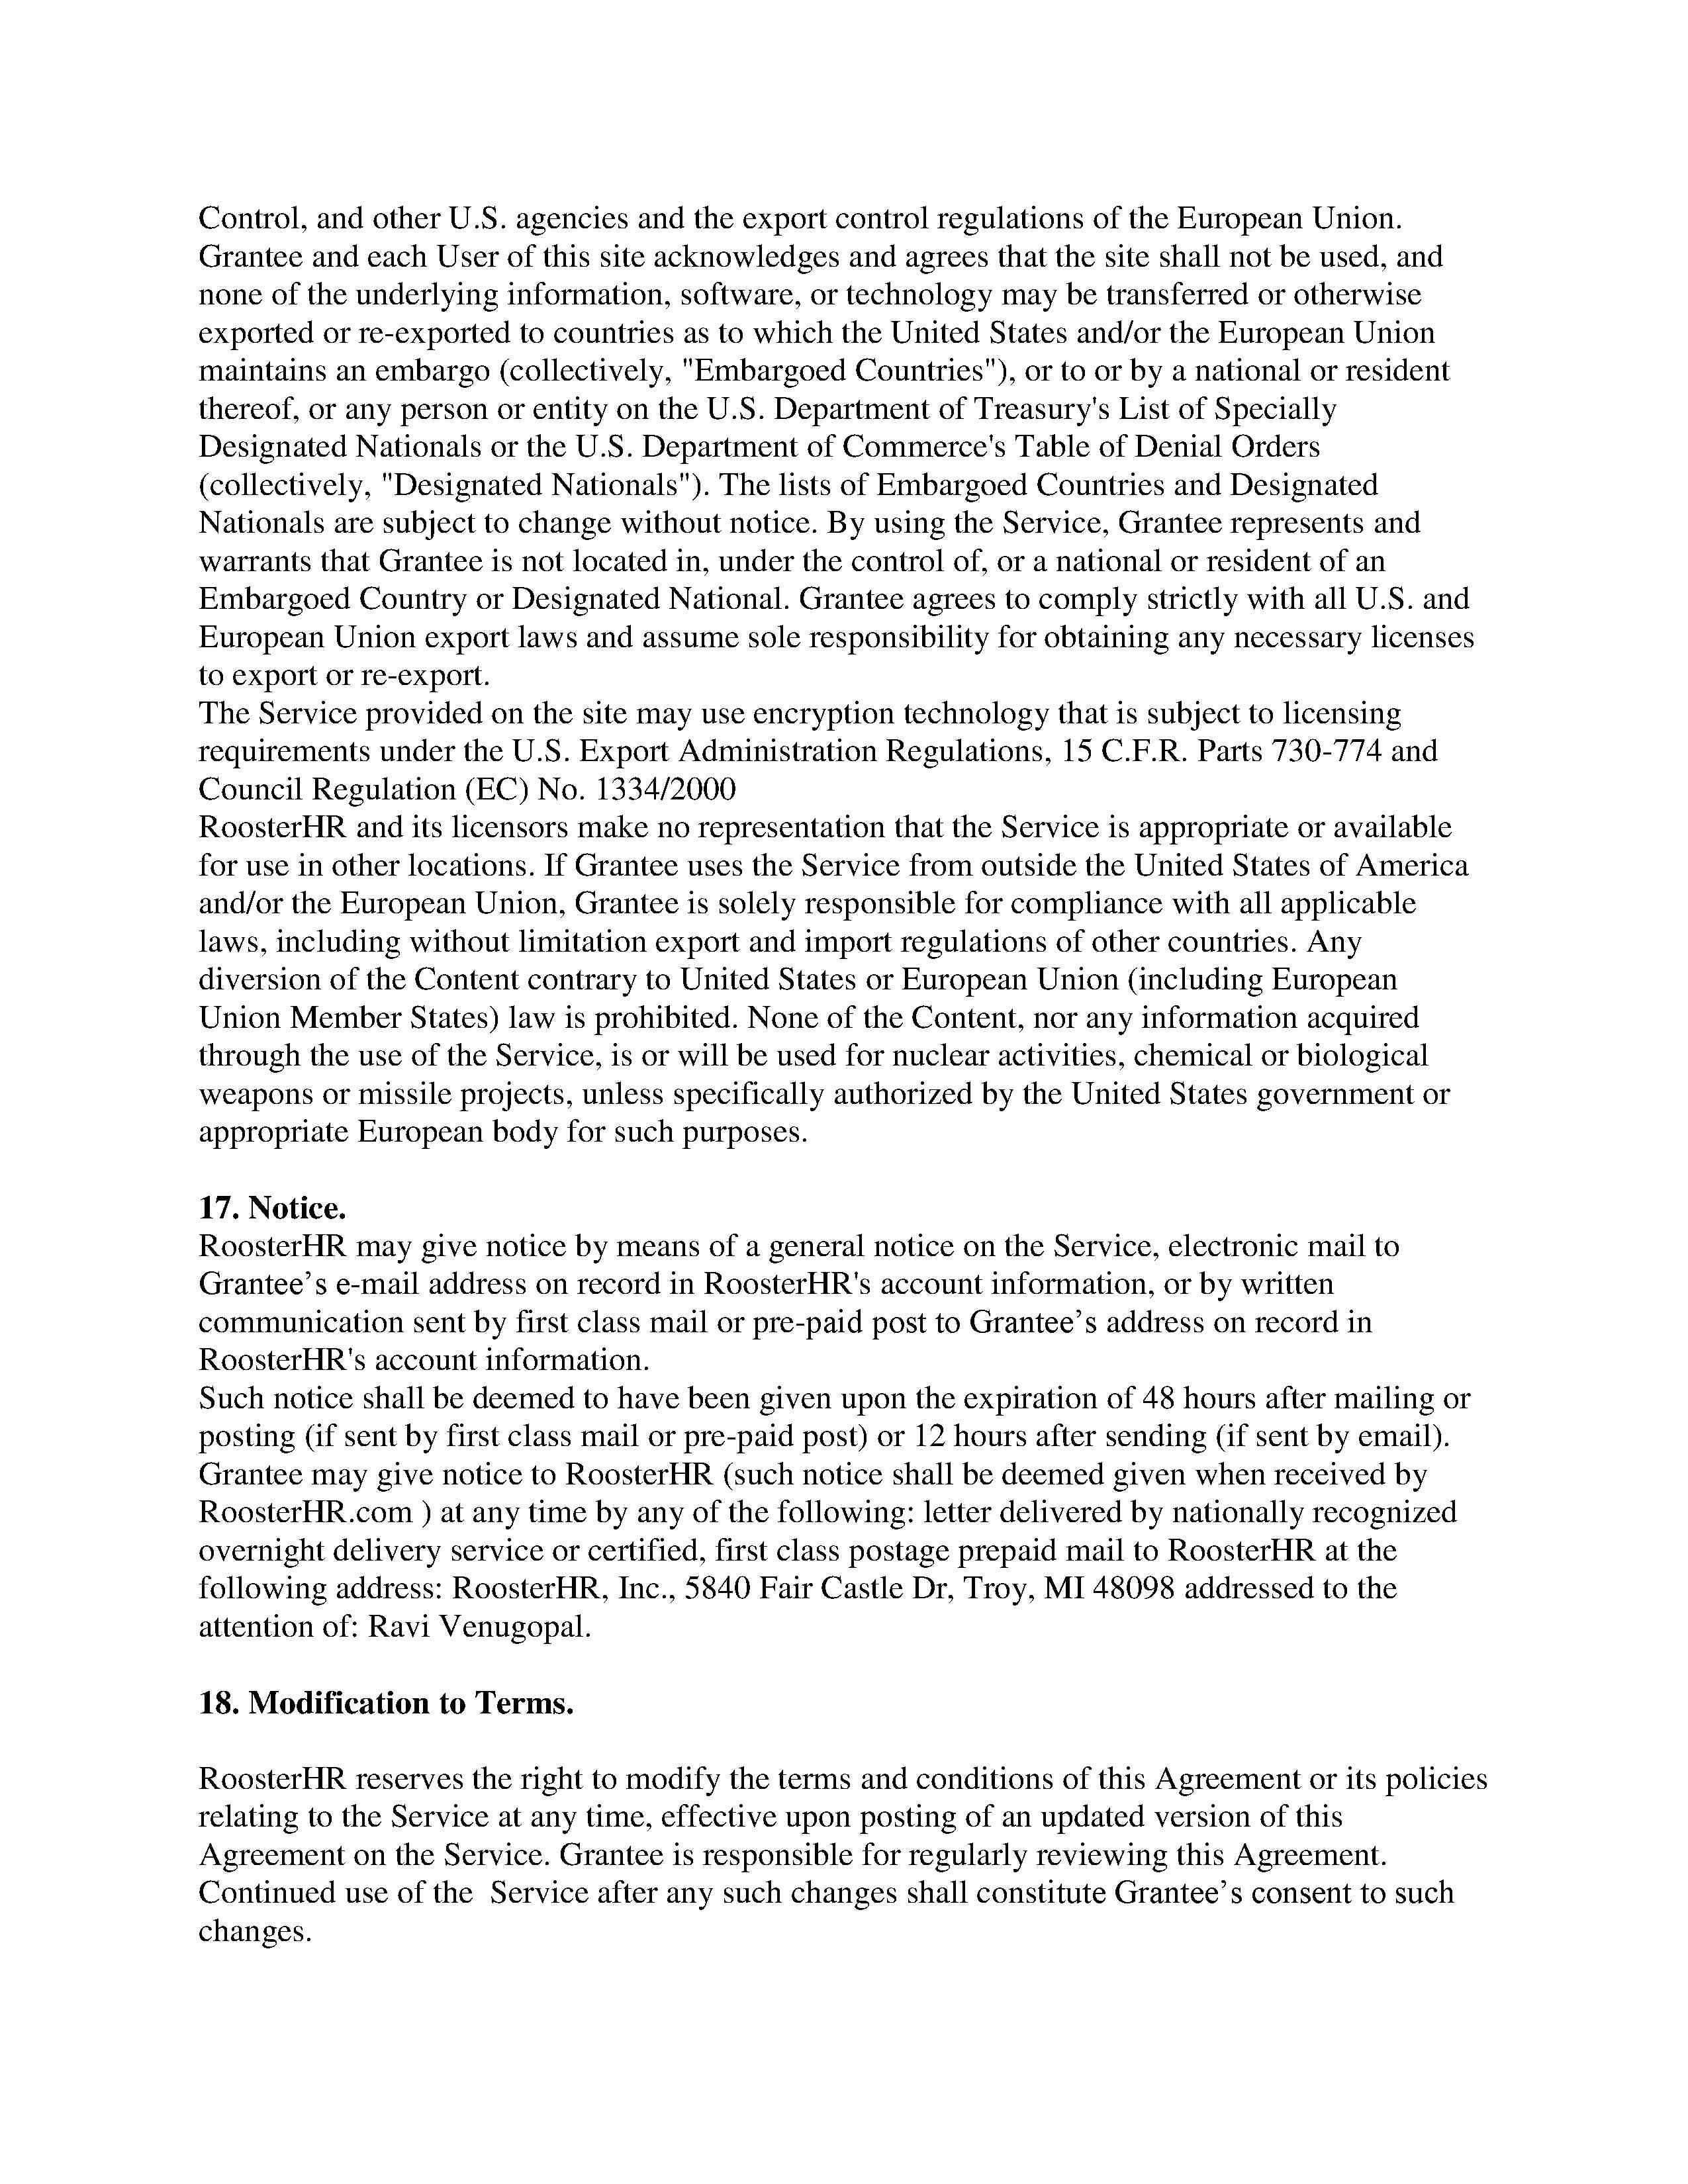 Control, and other U.S. agencies and the export control regulations of the European Union.
Grantee and each User of this site acknowledges and agrees that the site shall not be used, and
none of the underlying information, software, or technology may be transferred or otherwise
exported or re-exported to countries as to which the United States and/or the European Union
maintains an embargo (collectively, "Embargoed Countries"), or to or by a national or resident
thereof, or any person or entity on the U.S. Department of Treasury's List of Specially
Designated Nationals or the U.S. Department of Commerce's Table of Denial Orders
(collectively, "Designated Nationals"). The lists of Embargoed Countries and Designated
Nationals are subject to change without notice. By using the Service, Grantee represents and
warrants that Grantee is not located in, under the control of, or a national or resident of an
Embargoed Country or Designated National. Grantee agrees to comply strictly with all U.S. and
European Union export laws and assume sole responsibility for obtaining any necessary licenses
to export or re-export.
The Service provided on the site may use encryption technology that is subject to licensing
requirements under the U.S. Export Administration Regulations, 15 C.F.R. Parts 730-774 and
Council Regulation (EC) No. 1334/2000
RoosterHR and its licensors make no representation that the Service is appropriate or available
for use in other locations. If Grantee uses the Service from outside the United States of America
and/or the European Union, Grantee is solely responsible for compliance with all applicable
laws, including without limitation export and import regulations of other countries. Any
diversion of the Content contrary to United States or European Union (including European
Union Member States) law is prohibited. None of the Content, nor any information acquired
through the use of the Service, is or will be used for nuclear activities, chemical or biological
weapons or missile projects, unless specifically authorized by the United States government or
appropriate European body for such purposes.
17. Notice.
RoosterHR may give notice by means of a general notice on the Service, electronic mail to
Grantee’s e-mail address on record in RoosterHR's account information, or by written
communication sent by first class mail or pre-paid post to Grantee’s address on record in
RoosterHR's account information.
Such notice shall be deemed to have been given upon the expiration of 48 hours after mailing or
posting (if sent by first class mail or pre-paid post) or 12 hours after sending (if sent by email).
Grantee may give notice to RoosterHR (such notice shall be deemed given when received by
RoosterHR.com ) at any time by any of the following: letter delivered by nationally recognized
overnight delivery service or certified, first class postage prepaid mail to RoosterHR at the
following address: RoosterHR, Inc., 5840 Fair Castle Dr, Troy, MI 48098 addressed to the
attention of: Ravi Venugopal.
18. Modification to Terms.
RoosterHR reserves the right to modify the terms and conditions of this Agreement or its policies
relating to the Service at any time, effective upon posting of an updated version of this
Agreement on the Service. Grantee is responsible for regularly reviewing this Agreement.
Continued use of the  Service after any such changes shall constitute Grantee’s consent to such
changes.